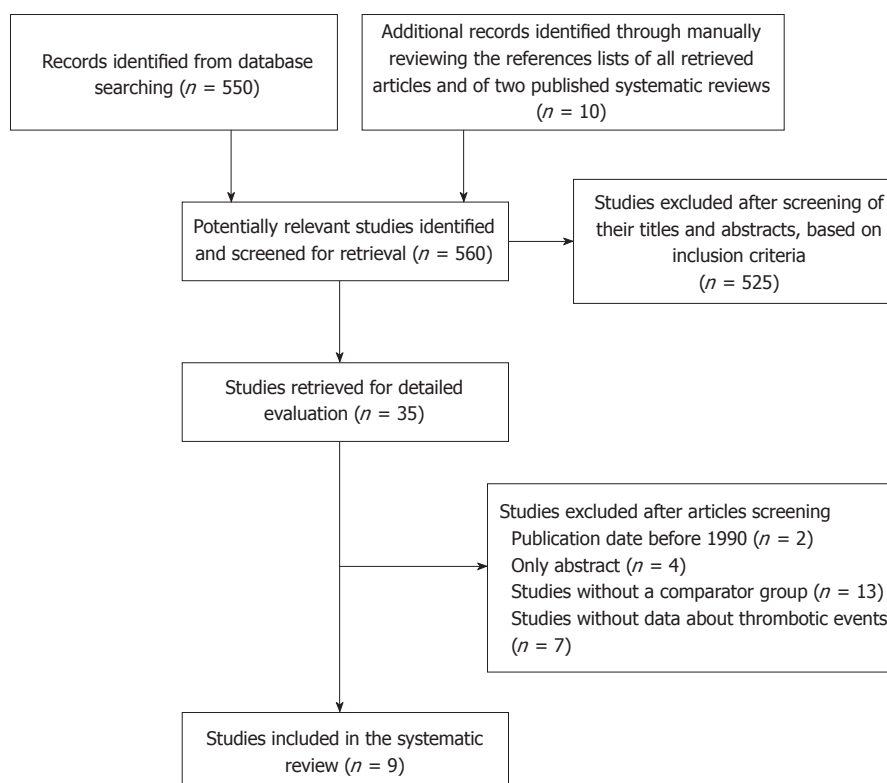 Records identified from database
searching (n = 550)
Additional records identified through manually
reviewing the references lists of all retrieved
articles and of two published systematic reviews
(n = 10)
Potentially relevant studies identified
and screened for retrieval (n = 560)
Studies excluded after screening of
their titles and abstracts, based on
inclusion criteria
(n = 525)
Studies retrieved for detailed
evaluation (n = 35)
Studies excluded after articles screening
Publication date before 1990 (n = 2)
Only abstract (n = 4)
Studies without a comparator group (n = 13)
Studies without data about thrombotic events
(n = 7)
Studies included in the systematic
review (n = 9)